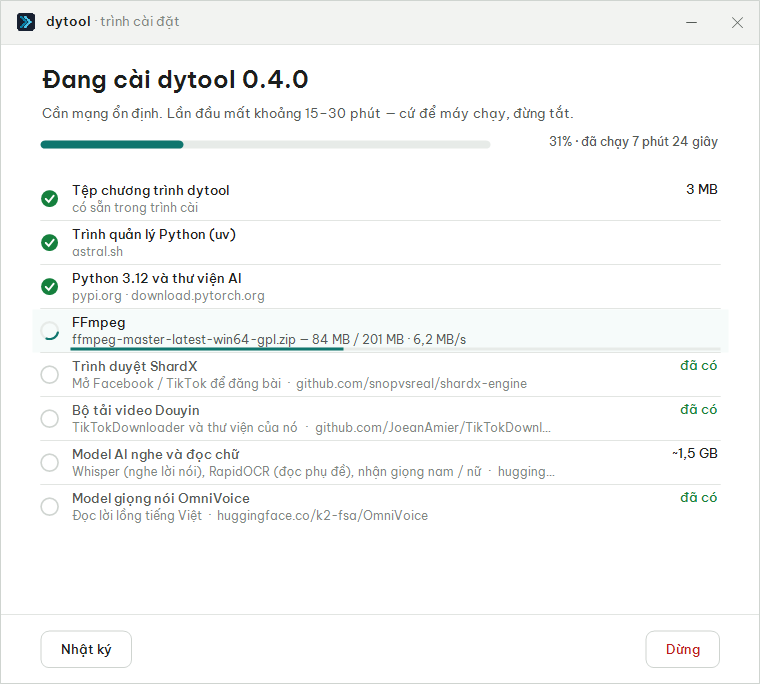 dytool · trình cài đặt
Đang cài dytool 0.4.0
Cần mạng ổn định. Lần đầu mất khoảng 15–30 phút — cứ để máy chạy, đừng tắt.
31% · đã chạy 7 phút 24 giây
Tệp chương trình dytool
3 MB
có sẵn trong trình cài
Trình quản lý Python (uv)
astral.sh
Python 3.12 và thư viện AI
pypi.org · download.pytorch.org
FFmpeg
ffmpeg-master-latest-win64-gpl.zip — 84 MB / 201 MB · 6,2 MB/s
Trình duyệt ShardX
đã có
Mở Facebook / TikTok để đăng bài · github.com/snopvsreal/shardx-engine
Bộ tải video Douyin
đã có
TikTokDownloader và thư viện của nó · github.com/JoeanAmier/TikTokDownl...
Model AI nghe và đọc chữ
~1,5 GB
Whisper (nghe lời nói), RapidOCR (đọc phụ đề), nhận giọng nam / nữ · hugging...
Model giọng nói OmniVoice
đã có
Đọc lời lồng tiếng Việt · huggingface.co/k2-fsa/OmniVoice
Nhật ký
Dừng